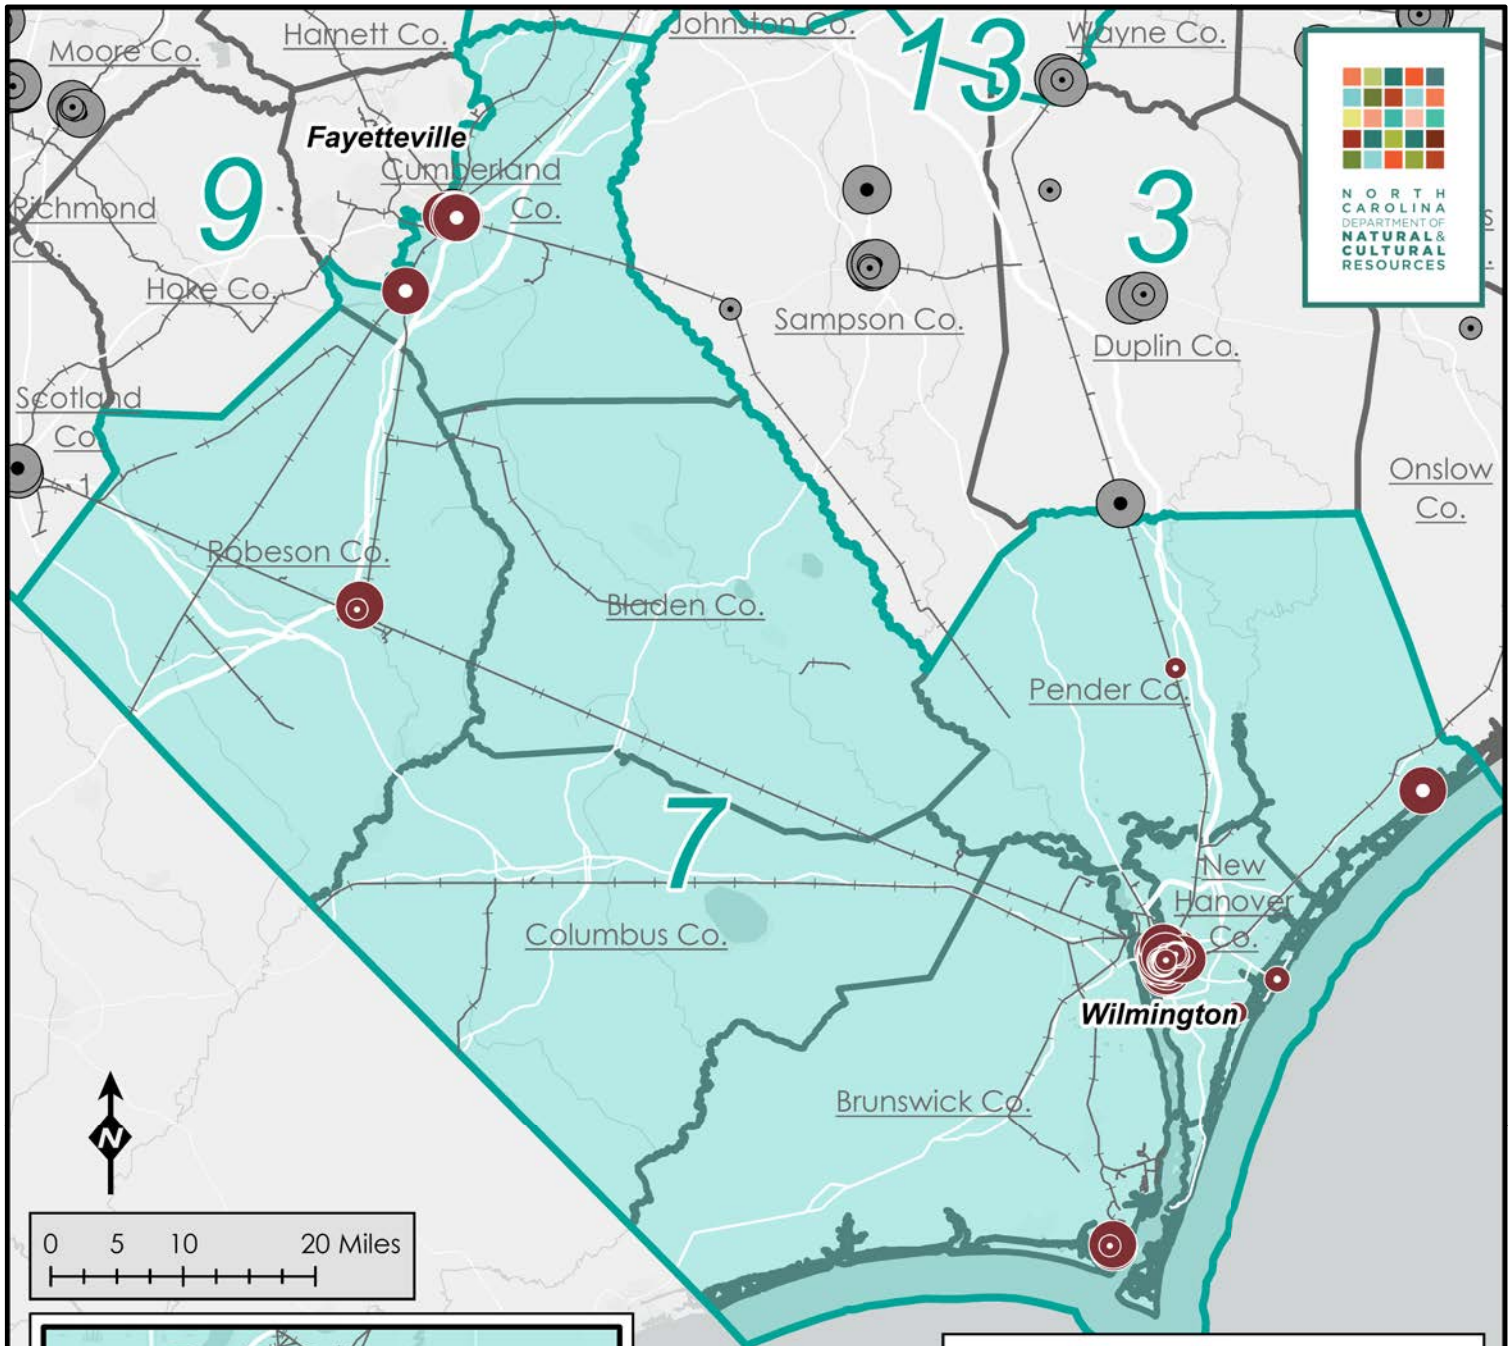 Moore Co.
Harnett Co.
Johnston Co.
13
Wayne Co.
Fayetteville
Cumberland
Co.
9
3
Richmond
Co.
NORTH
CAROLINA
DEPARTMENT OF
NATURAL &
CULTURAL
RESOURCES
s
Hoke Co.
Sampson Co.
Duplin Co.
Scotland
Co.
Onslow
Co.
Robeson Co.
Bladen Co.
Pender Co.
7
New
Hanover
Co.
Columbus Co.
Wilmington
Brunswick Co.
N
0 5 10 20 Miles